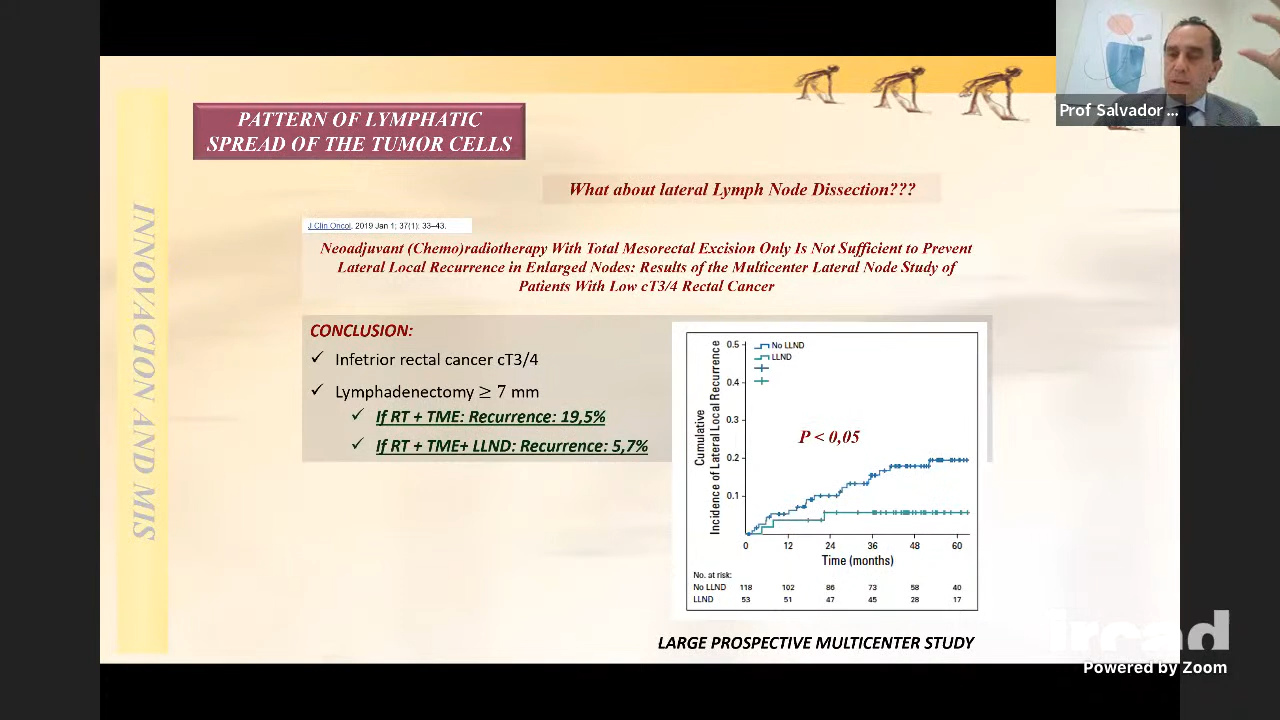 Prof Salvador ...
PATTERN OF LYMPHATIC
SPREAD OF THE TUMOR CELLS
What about lateral Lymph Node Dissection???
INNOVACION AND MIS
J Clin Oncol. 2019 Jan 1; 37(1): 33–43.
Neoadjuvant (Chemo)radiotherapy With Total Mesorectal Excision Only Is Not Sufficient to Prevent
Lateral Local Recurrence in Enlarged Nodes: Results of the Multicenter Lateral Node Study of
Patients With Low cT3/4 Rectal Cancer
CONCLUSION:
✓ Infetrior rectal cancer cT3/4
✓ Lymphadenectomy ≥ 7 mm
✓ If RT + TME: Recurrence: 19,5%
✓ If RT + TME+ LLND: Recurrence: 5,7%
Cumulative
Incidence of Lateral Local Recurrence
0.5
0.4
0.3
0.2
0.1
No LLND
LLND
P < 0,05
0 12 24 36 48 60
Time (months)
No. at risk:
No LLND 118 102 86 73 58 40
LLND 53 51 47 45 28 17
LARGE PROSPECTIVE MULTICENTER STUDY
ircad
Powered by Zoom